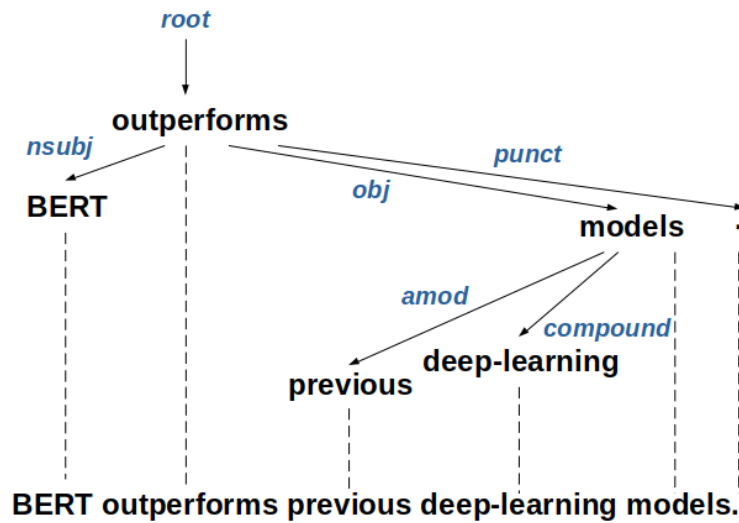 root
outperforms
nsubj
punct
obj
BERT
models .
amod
compound
deep-learning
previous
BERT outperforms previous deep-learning models.